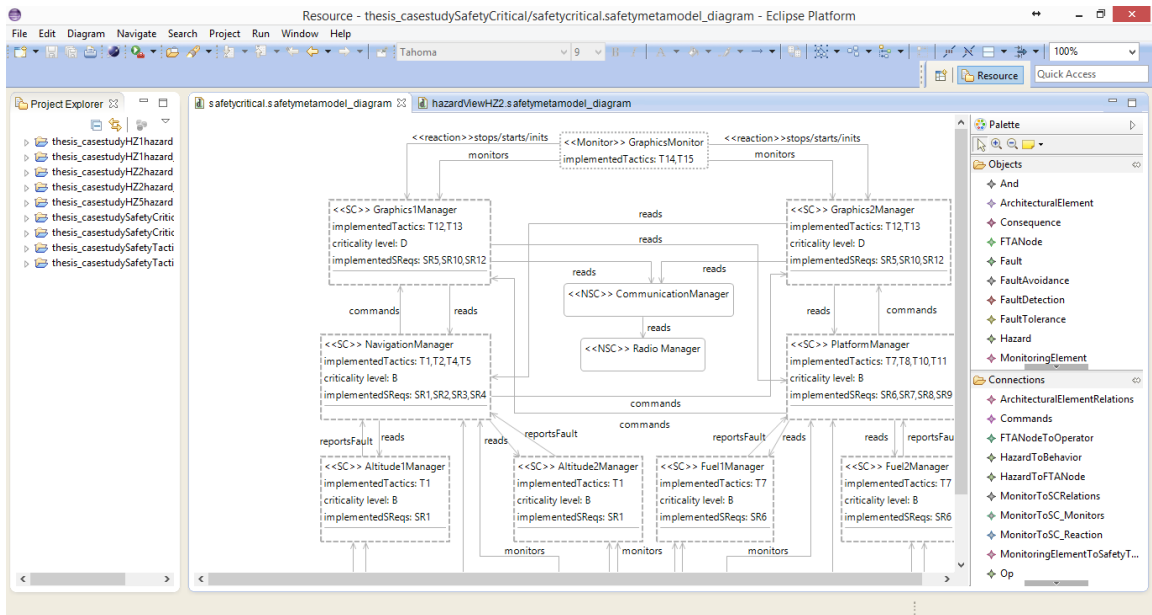 Resource - thesis_casestudySafetyCritical/safetycritical.safetymetamodel_diagram - Eclipse Platform
File Edit Diagram Navigate Search Project Run Window Help
Tahoma 9 100%
Resource Quick Access
Project Explorer
thesis_casestudyHZ1hazard
thesis_casestudyHZ1hazard
thesis_casestudyHZ2hazard
thesis_casestudyHZ2hazard
thesis_casestudyHZ5hazard
thesis_casestudySafetyCritic
thesis_casestudySafetyCritic
thesis_casestudySafetyTacti
thesis_casestudySafetyTacti
safetycritical.safetymetamodel_diagram hazardViewHZ2.safetymetamodel_diagram
<<reaction>>stops/starts/inits
monitors
<<Monitor>> GraphicsMonitor
implementedTactics: T14,T15
<<reaction>>stops/starts/inits
monitors
<<SC>> Graphics1Manager
implementedTactics: T12,T13
criticality level: D
implementedSReqs: SR5,SR10,SR12
reads
reads
<<SC>> Graphics2Manager
implementedTactics: T12,T13
criticality level: D
implementedSReqs: SR5,SR10,SR12
reads
reads
<<NSC>> CommunicationManager
reads
<<NSC>> Radio Manager
commands
reads
reads
commands
<<SC>> NavigationManager
implementedTactics: T1,T2,T4,T5
criticality level: B
implementedSReqs: SR1,SR2,SR3,SR4
<<SC>> PlatformManager
implementedTactics: T7,T8,T10,T11
criticality level: B
implementedSReqs: SR6,SR7,SR8,SR9
commands
commands
reportsFault
reads
reads
reportsFault
reportsFault
reads
reads
reportsFau
<<SC>> Altitude1Manager
implementedTactics: T1
criticality level: B
implementedSReqs: SR1
<<SC>> Altitude2Manager
implementedTactics: T1
criticality level: B
implementedSReqs: SR1
<<SC>> Fuel1Manager
implementedTactics: T7
criticality level: B
implementedSReqs: SR6
<<SC>> Fuel2Manager
implementedTactics: T7
criticality level: B
implementedSReqs: SR6
monitors
monitors
monitors
Palette
Objects
And
ArchitecturalElement
Consequence
FTANode
Fault
FaultAvoidance
FaultDetection
FaultTolerance
Hazard
MonitoringElement
Connections
ArchitecturalElementRelations
Commands
FTANodeToOperator
HazardToBehavior
HazardToFTANode
MonitorToSCRelations
MonitorToSC_Monitors
MonitorToSC_Reaction
MonitoringElementToSafetyT...
Op